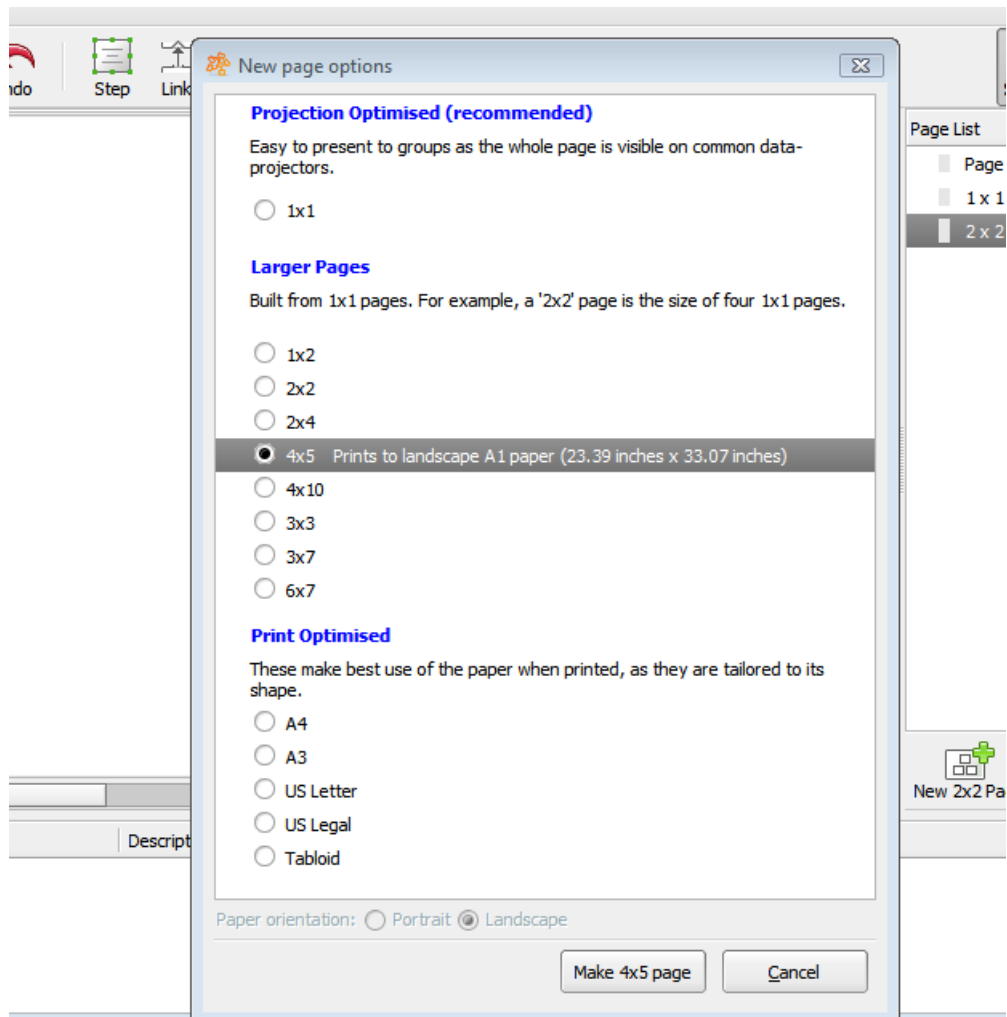 ndo
Step
Link
New page options
Projection Optimised (recommended)
Easy to present to groups as the whole page is visible on common data-
projectors.
1x1
Larger Pages
Built from 1x1 pages. For example, a '2x2' page is the size of four 1x1 pages.
1x2
2x2
2x4
4x5 Prints to landscape A1 paper (23.39 inches x 33.07 inches)
4x10
3x3
3x7
6x7
Print Optimised
These make best use of the paper when printed, as they are tailored to its
shape.
A4
A3
US Letter
US Legal
Tabloid
Paper orientation: Portrait Landscape
Make 4x5 page
Cancel
Page List
Page
1 x 1
2 x 2
New 2x2 Pa
Descript